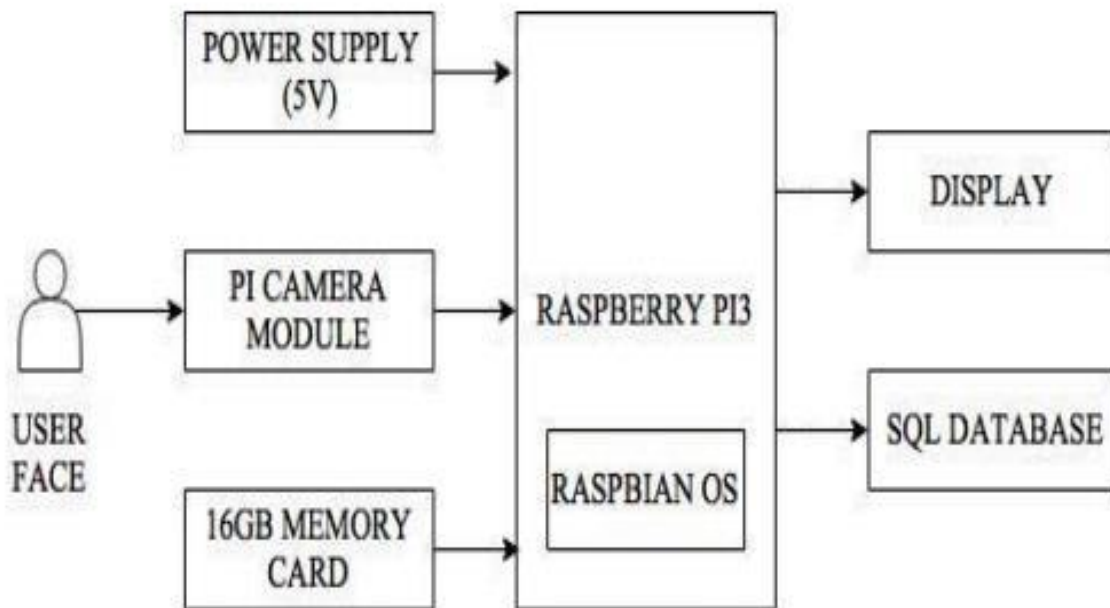 POWER SUPPLY
(5V)
PI CAMERA
MODULE
USER
FACE
16GB MEMORY
CARD
RASPBERRY PI3
RASPBIAN OS
DISPLAY
SQL DATABASE